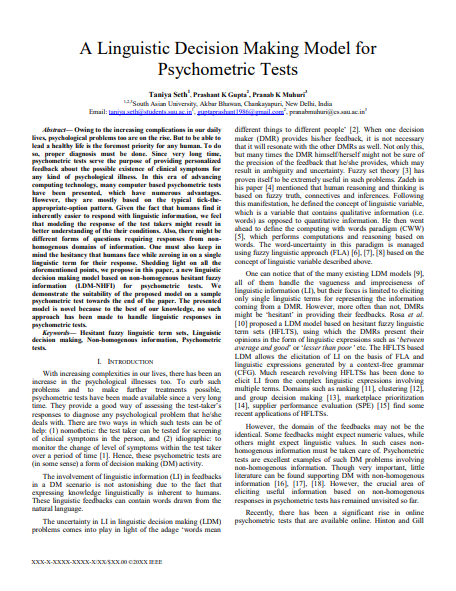 A Linguistic Decision Making Model for
Psychometric Tests
Taniya Seth1, Prashant K Gupta2, Pranab K Muhuri3
1,2,3South Asian University, Akbar Bhawan, Chankayapuri, New Delhi, India
Email: taniya.seth@students.sau.ac.in1, guptaprashant1986@gmail.com2, pranabmuhuri@cs.sau.ac.in3
Abstract— Owing to the increasing complications in our daily
lives, psychological problems too are on the rise. But to be able to
lead a healthy life is the foremost priority for any human. To do
so, proper diagnosis must be done. Since very long time,
psychometric tests serve the purpose of providing personalized
feedback about the possible existence of clinical symptoms for
any kind of psychological illness. In this era of advancing
computing technology, many computer based psychometric tests
have been presented, which have numerous advantages.
However, they are mostly based on the typical tick-the-
appropriate-option pattern. Given the fact that humans find it
inherently easier to respond with linguistic information, we feel
that modeling the response of the test takers might result in
better understanding of the their conditions. Also, there might be
different forms of questions requiring responses from non-
homogenous domains of information. One must also keep in
mind the hesitancy that humans face while zeroing in on a single
linguistic term for their response. Shedding light on all the
aforementioned points, we propose in this paper, a new linguistic
decision making model based on non-homogenous hesitant fuzzy
information (LDM-NHFI) for psychometric tests. We
demonstrate the suitability of the proposed model on a sample
psychometric test towards the end of the paper. The presented
model is novel because to the best of our knowledge, no such
approach has been made to handle linguistic responses in
psychometric tests.
Keywords— Hesitant fuzzy linguistic term sets, Linguistic
decision making, Non-homogenous information, Psychometric
tests.
I. INTRODUCTION
With increasing complexities in our lives, there has been an
increase in the psychological illnesses too. To curb such
problems and to make further treatments possible,
psychometric tests have been made available since a very long
time. They provide a good way of assessing the test-taker's
responses to diagnose any psychological problem that he/she
deals with. There are two ways in which such tests can be of
help: (1) nomothetic: the test taker can be tested for screening
of clinical symptoms in the person, and (2) idiographic: to
monitor the change of level of symptoms within the test taker
over a period of time [1]. Hence, these psychometric tests are
(in some sense) a form of decision making (DM) activity.
The involvement of linguistic information (LI) in feedbacks
in a DM scenario is not astonishing due to the fact that
expressing knowledge linguistically is inherent to humans.
These linguistic feedbacks can contain words drawn from the
natural language.
The uncertainty in LI in linguistic decision making (LDM)
problems comes into play in light of the adage 'words mean
different things to different people' [2]. When one decision
maker (DMR) provides his/her feedback, it is not necessary
that it will resonate with the other DMRs as well. Not only this,
but many times the DMR himself/herself might not be sure of
the precision of the feedback that he/she provides, which may
result in ambiguity and uncertainty. Fuzzy set theory [3] has
proven itself to be extremely useful in such problems. Zadeh in
his paper [4] mentioned that human reasoning and thinking is
based on fuzzy truth, connectives and inferences. Following
this manifestation, he defined the concept of linguistic variable,
which is a variable that contains qualitative information (i.e.
words) as opposed to quantitative information. He then went
ahead to define the computing with words paradigm (CWW)
[5], which performs computations and reasoning based on
words. The word-uncertainty in this paradigm is managed
using fuzzy linguistic approach (FLA) [6], [7], [8] based on the
concept of linguistic variable described above.
One can notice that of the many existing LDM models [9],
all of them handle the vagueness and impreciseness of
linguistic information (LI), but their focus is limited to eliciting
only single linguistic terms for representing the information
coming from a DMR. However, more often than not, DMRs
might be 'hesitant' in providing their feedbacks. Rosa et al.
[10] proposed a LDM model based on hesitant fuzzy linguistic
term sets (HFLTS), using which the DMRs present their
opinions in the form of linguistic expressions such as 'between
average and good' or 'lesser than poor' etc. The HFLTS based
LDM allows the elicitation of LI on the basis of FLA and
linguistic expressions generated by a context-free grammar
(CFG). Much research revolving HFLTSs has been done to
elicit LI from the complex linguistic expressions involving
multiple terms. Domains such as ranking [11], clustering [12],
and group decision making [13], marketplace prioritization
[14], supplier performance evaluation (SPE) [15] find some
recent applications of HFLTSs.
However, the domain of the feedbacks may not be the
identical. Some feedbacks might expect numeric values, while
others might expect linguistic values. In such cases non-
homogenous information must be taken care of. Psychometric
tests are excellent examples of such DM problems involving
non-homogenous information. Though very important, little
literature can be found supporting DM with non-homogenous
information [16], [17], [18]. However, the crucial area of
eliciting useful information based on non-homogenous
responses in psychometric tests has remained unvisited so far.
Recently, there has been a significant rise in online
psychometric tests that are available online. Hinton and Gill
XXX-X-XXXX-XXXX-X/XX/$XX.00 ©20XX IEEE